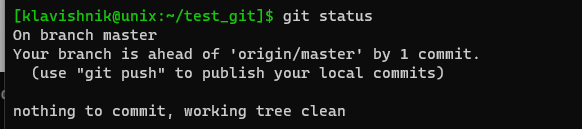 [klavishnik@unix:~/test_git]$ git status
On branch master
Your branch is ahead of 'origin/master' by 1 commit.
  (use "git push" to publish your local commits)

nothing to commit, working tree clean